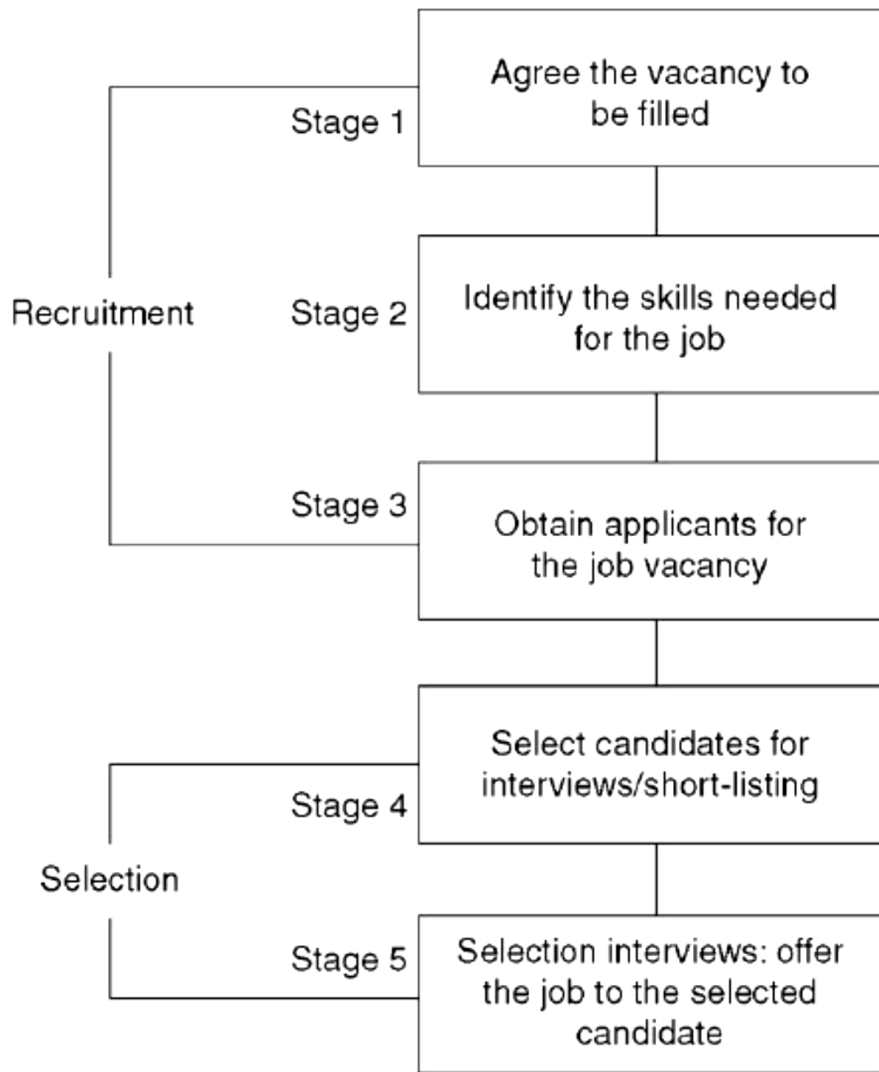 Agree the vacancy to
be filled
Stage 1
Recruitment
Stage 2
Identify the skills needed
for the job
Stage 3
Obtain applicants for
the job vacancy
Select candidates for
interviews/short-listing
Stage 4
Selection
Stage 5
Selection interviews: offer
the job to the selected
candidate